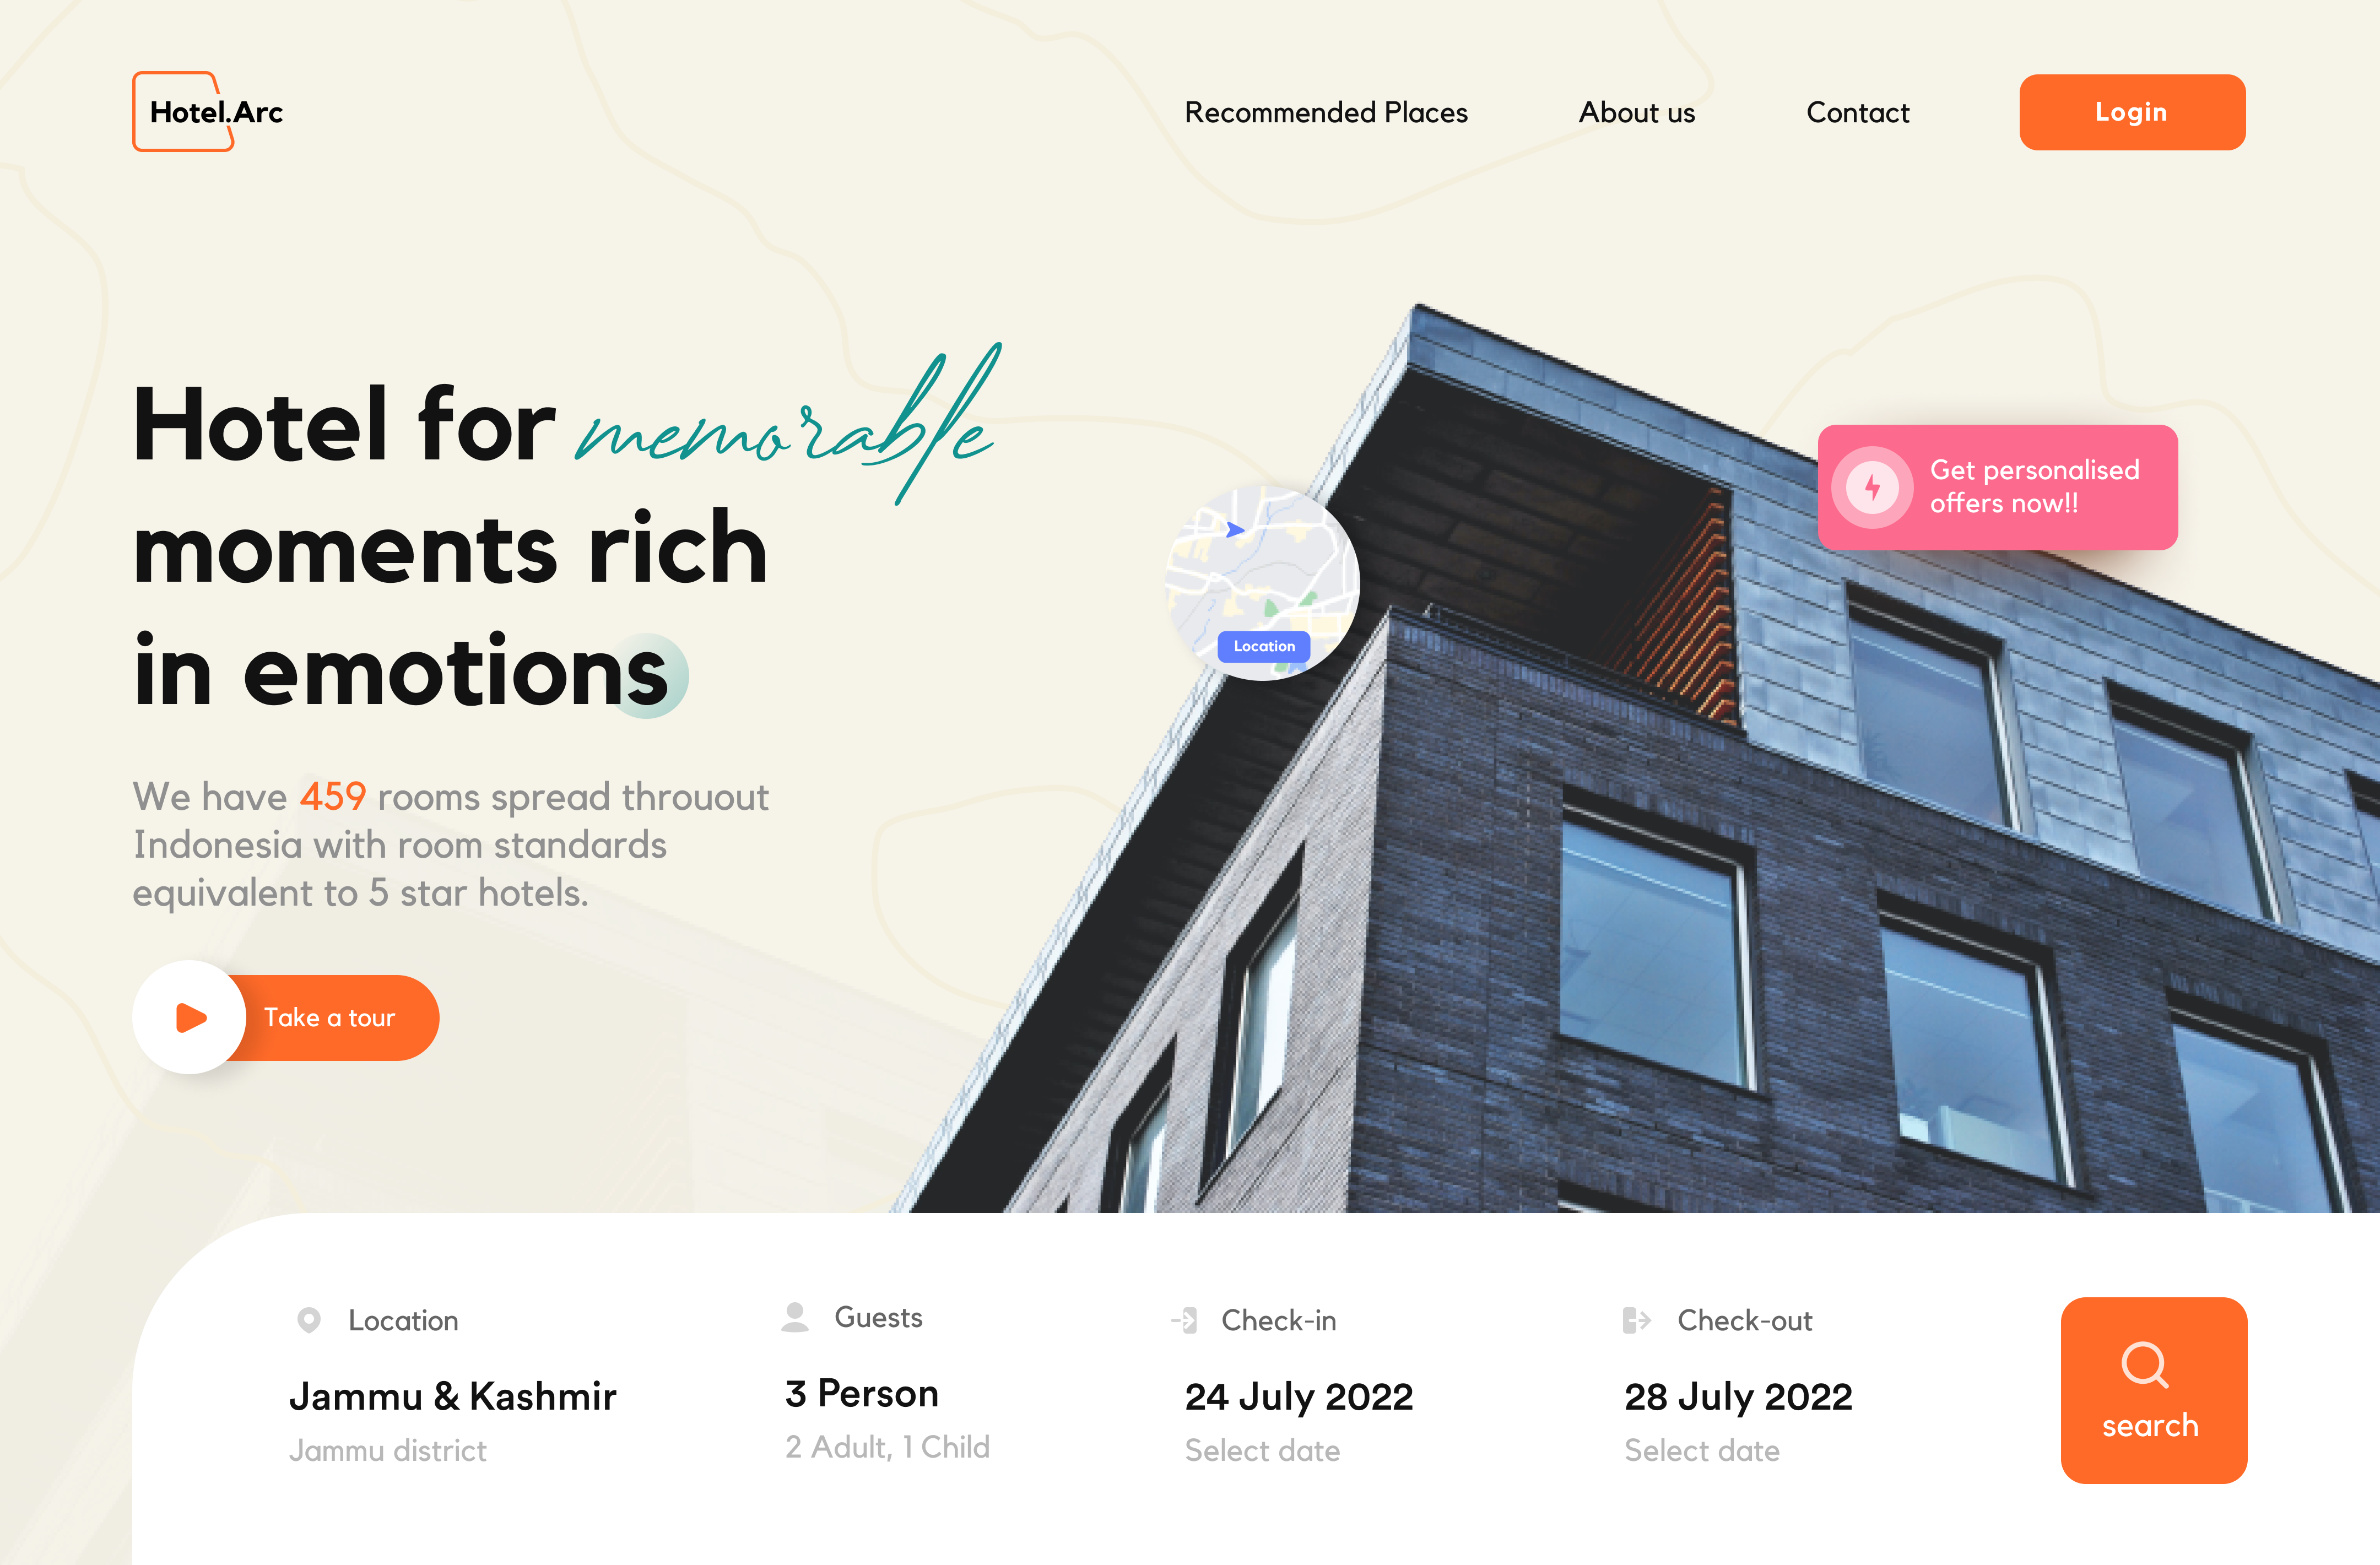 Hotel.Arc
Recommended Places
About us
Contact
Login
Hotel for memorable
moments rich
in emotions
Get personalised
offers now!!
Location
We have 459 rooms spread throuout
Indonesia with room standards
equivalent to 5 star hotels.
Take a tour
Location
Jammu & Kashmir
Jammu district
Guests
3 Person
2 Adult, 1 Child
Check-in
24 July 2022
Select date
Check-out
28 July 2022
Select date
search